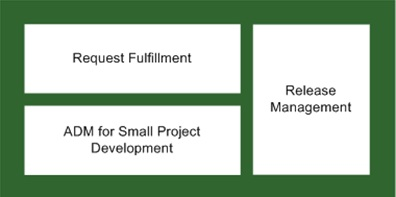 Request Fulfillment
ADM for Small Project
Development
Release
Management